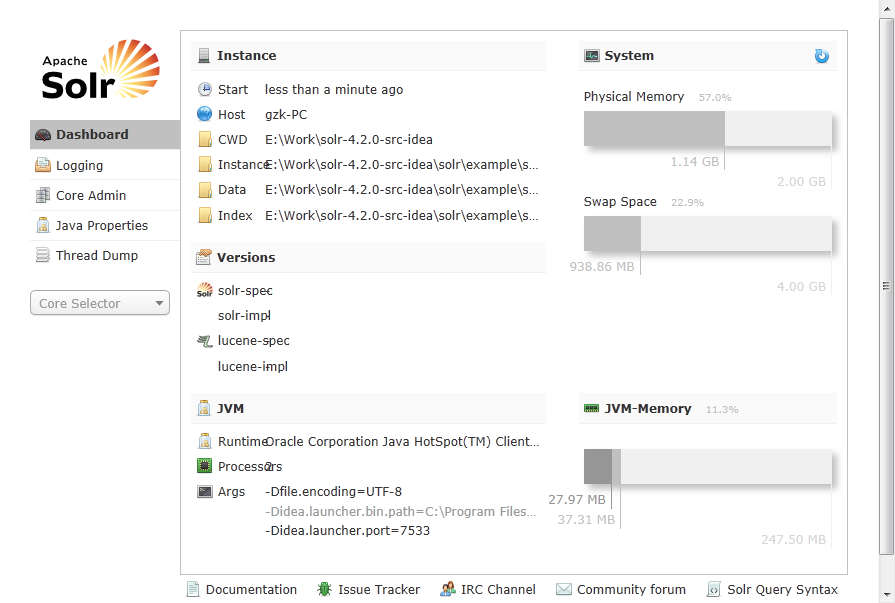 Apache
Solr
Dashboard
Logging
Core Admin
Java Properties
Thread Dump
Core Selector
Instance
Start less than a minute ago
Host gzk-PC
CWD E:\Work\solr-4.2.0-src-idea
Instance E:\Work\solr-4.2.0-src-idea\solr\example\s...
Data E:\Work\solr-4.2.0-src-idea\solr\example\s...
Index E:\Work\solr-4.2.0-src-idea\solr\example\s...
Versions
Solr solr-spec -
solr-impl -
lucene-spec -
lucene-impl -
JVM
Runtime Oracle Corporation Java HotSpot(TM) Client...
Processors 2
Args -Dfile.encoding=UTF-8
-Didea.launcher.bin.path=C:\Program Files...
-Didea.launcher.port=7533
System
Physical Memory 57.0%
1.14 GB
2.00 GB
Swap Space 22.9%
938.86 MB
4.00 GB
JVM-Memory 11.3%
27.97 MB
37.31 MB
247.50 MB
Documentation Issue Tracker IRC Channel Community forum Solr Query Syntax